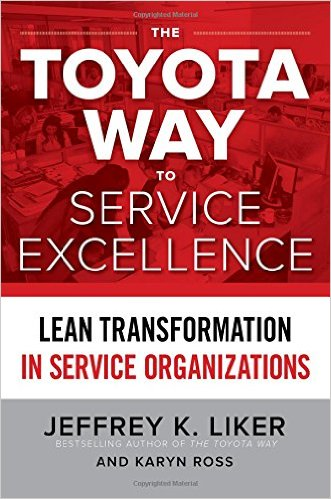 THE
TOYOTA
WAY
TO
SERVICE
EXCELLENCE
LEAN TRANSFORMATION
IN SERVICE ORGANIZATIONS
JEFFREY K. LIKER
BESTSELLING AUTHOR OF THE TOYOTA WAY
AND KARYN ROSS